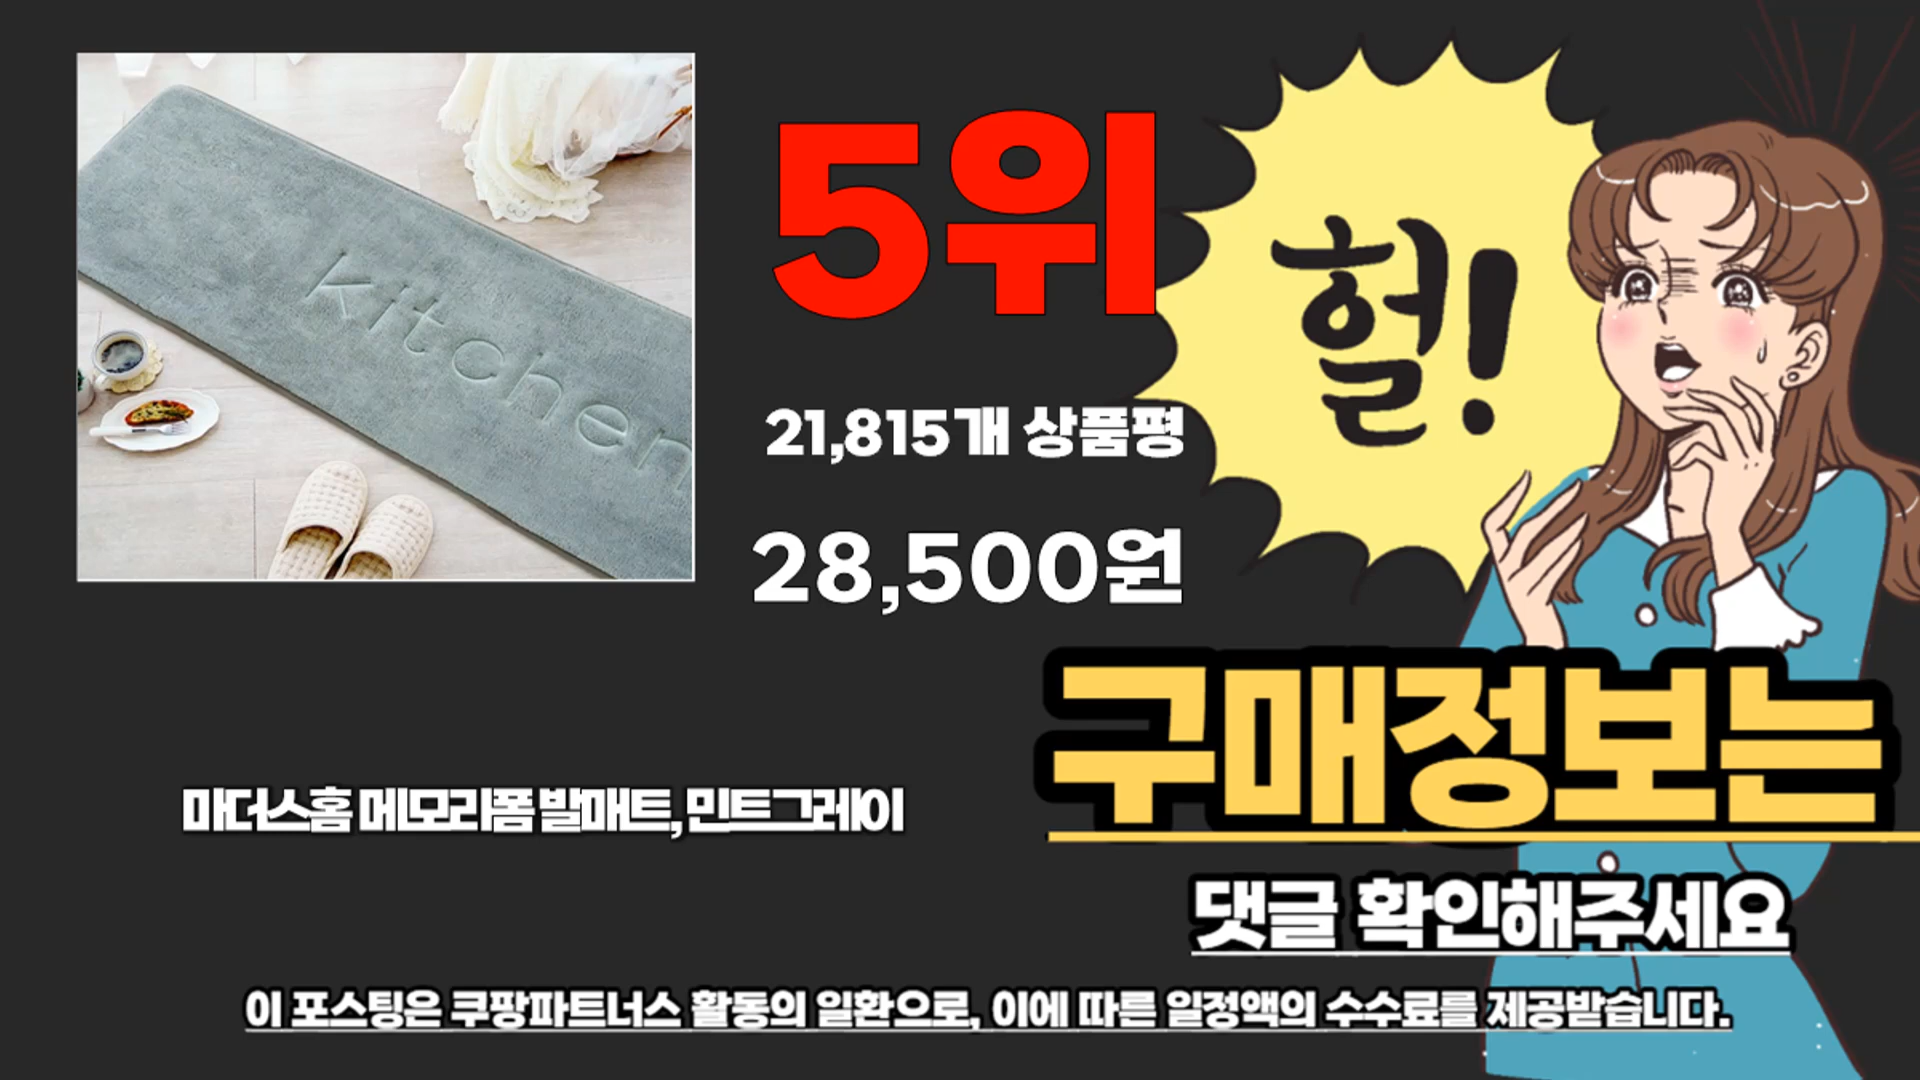 kitchen
5위
헐!
21,815개 상품평
28,500원
구매정보는
마더스홈 메모리폼 발매트, 민트그레이
댓글 확인해주세요
이 포스팅은 쿠팡파트너스 활동의 일환으로, 이에 따른 일정액의 수수료를 제공받습니다.